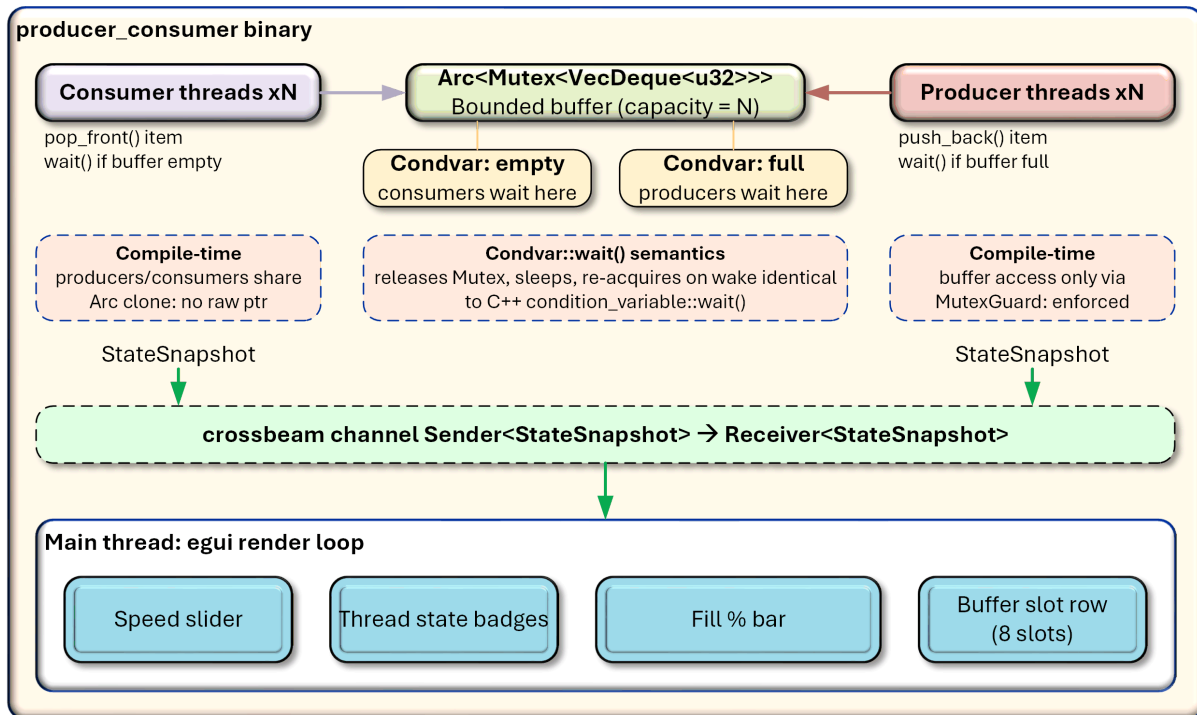 producer_consumer binary
Consumer threads xN
pop_front() item
wait() if buffer empty
Arc<Mutex<VecDeque<u32>>>
Bounded buffer (capacity = N)
Producer threads xN
push_back() item
wait() if buffer full
Condvar: empty
consumers wait here
Condvar: full
producers wait here
Compile-time
producers/consumers share
Arc clone: no raw ptr
Condvar::wait() semantics
releases Mutex, sleeps, re-acquires on wake identical
to C++ condition_variable::wait()
Compile-time
buffer access only via
MutexGuard: enforced
StateSnapshot
StateSnapshot
crossbeam channel Sender<StateSnapshot> → Receiver<StateSnapshot>
Main thread: egui render loop
Speed slider
Thread state badges
Fill % bar
Buffer slot row
(8 slots)